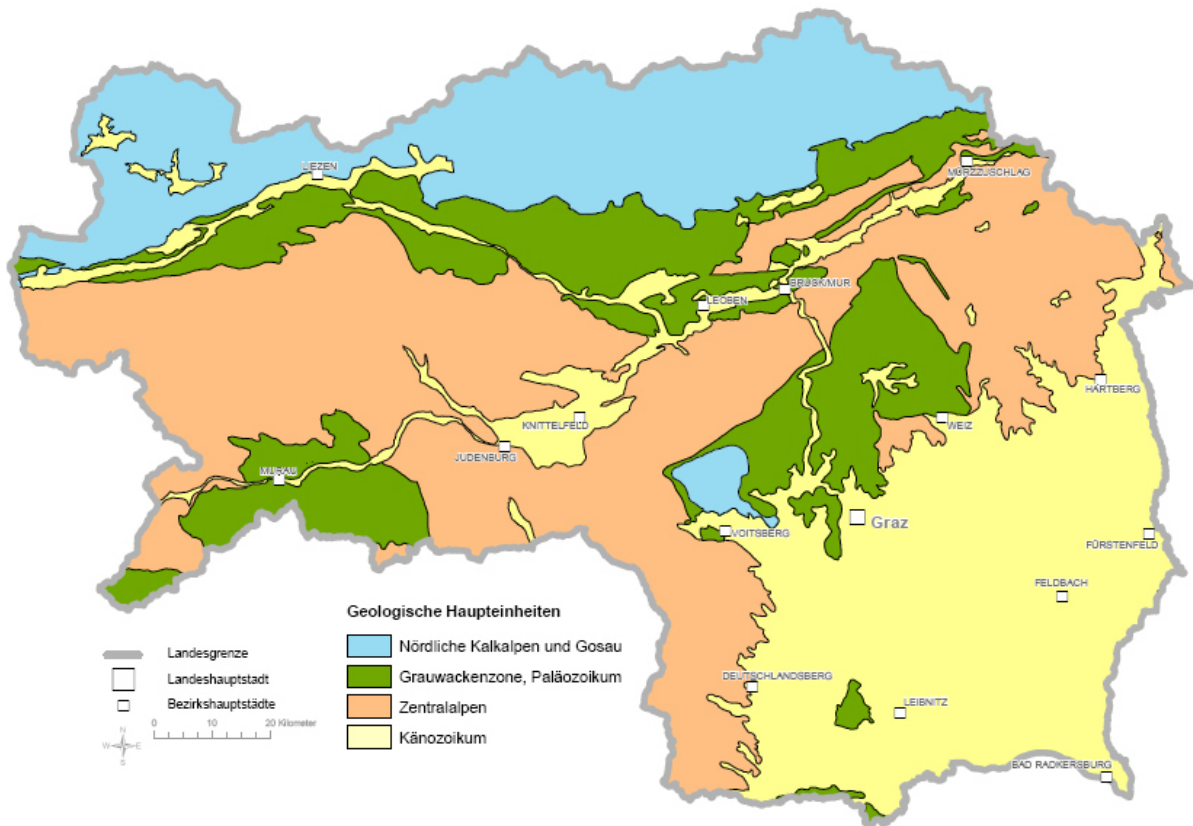 LIEZEN
MÜRZZUSCHLAG
BRUCK/MUR
LEOBEN
HARTBERG
KNITTELFELD
WEIZ
JUDENBURG
MURAU
Graz
VOITSBERG
FÜRSTENFELD
FELDBACH
Geologische Haupteinheiten
Nördliche Kalkalpen und Gosau
Grauwackenzone, Paläozoikum
Zentralalpen
Känozoikum
Landesgrenze
Landeshauptstadt
Bezirkshauptstädte
0 10 20 Kilometer
N
W E
S
DEUTSCHLANDSBERG
LEIBNITZ
BAD RADKERSBURG